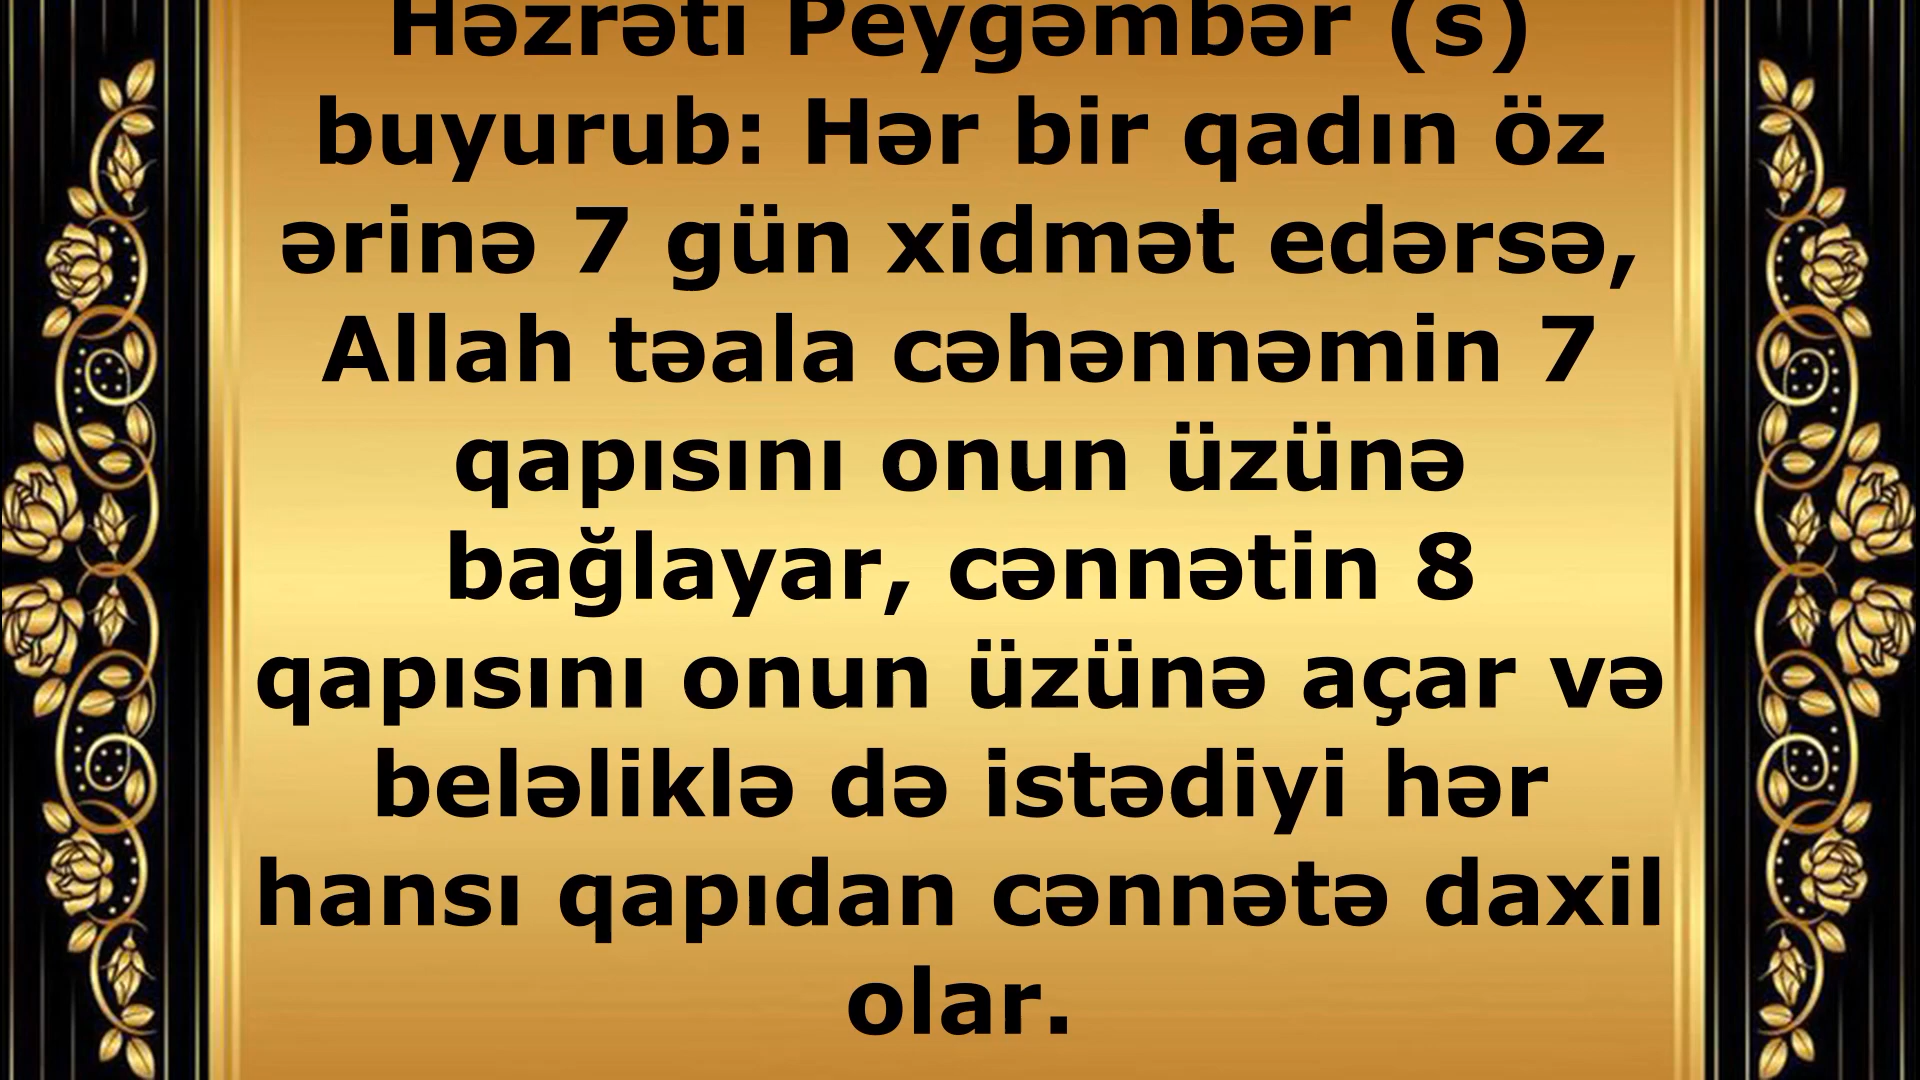 Həzrəti Peygəmbər (s)
buyurub: Hər bir qadın öz
ərinə 7 gün xidmət edərsə,
Allah təala cəhənnəmin 7
qapısını onun üzünə
bağlayar, cənnətin 8
qapısını onun üzünə açar və
beləliklə də istədiyi hər
hansı qapıdan cənnətə daxil
olar.